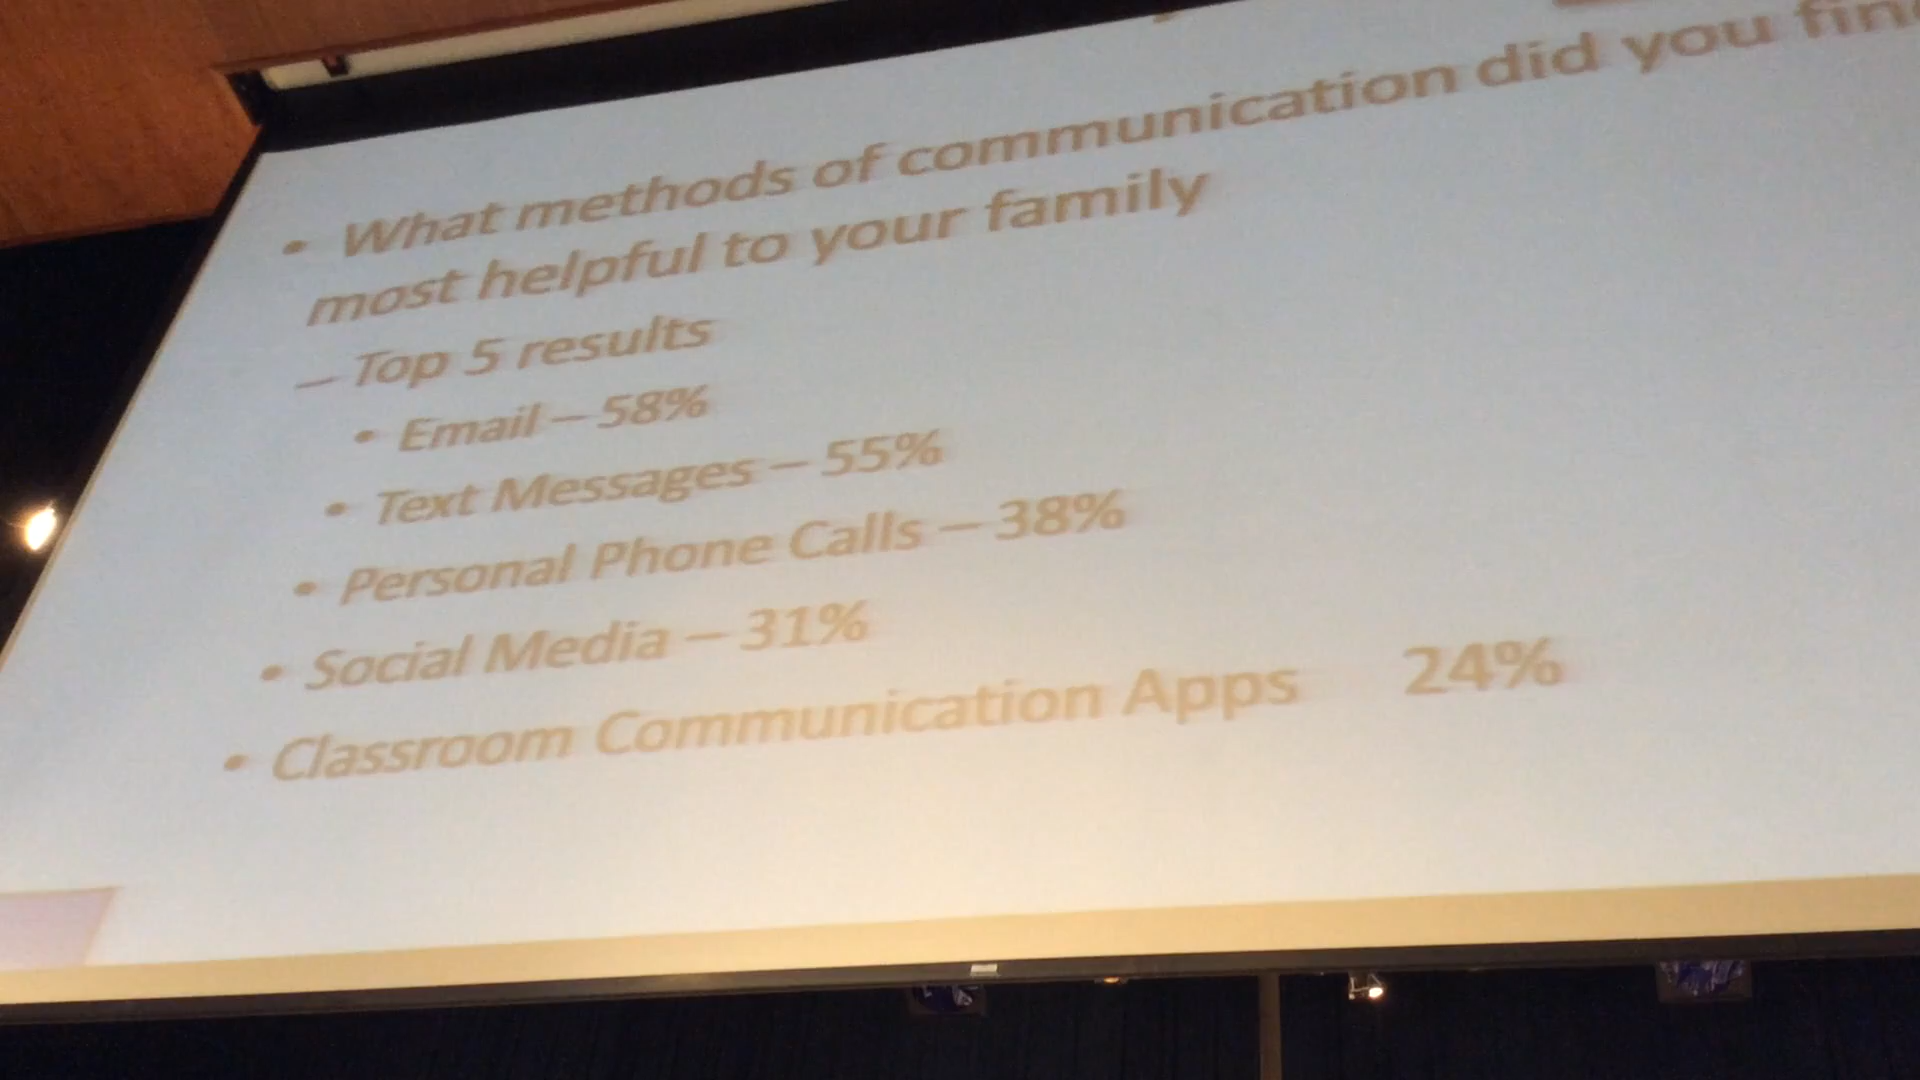 • What methods of communication did you find
most helpful to your family
– Top 5 results
• Email – 58%
• Text Messages – 55%
• Personal Phone Calls – 38%
• Social Media – 31%
• Classroom Communication Apps 24%